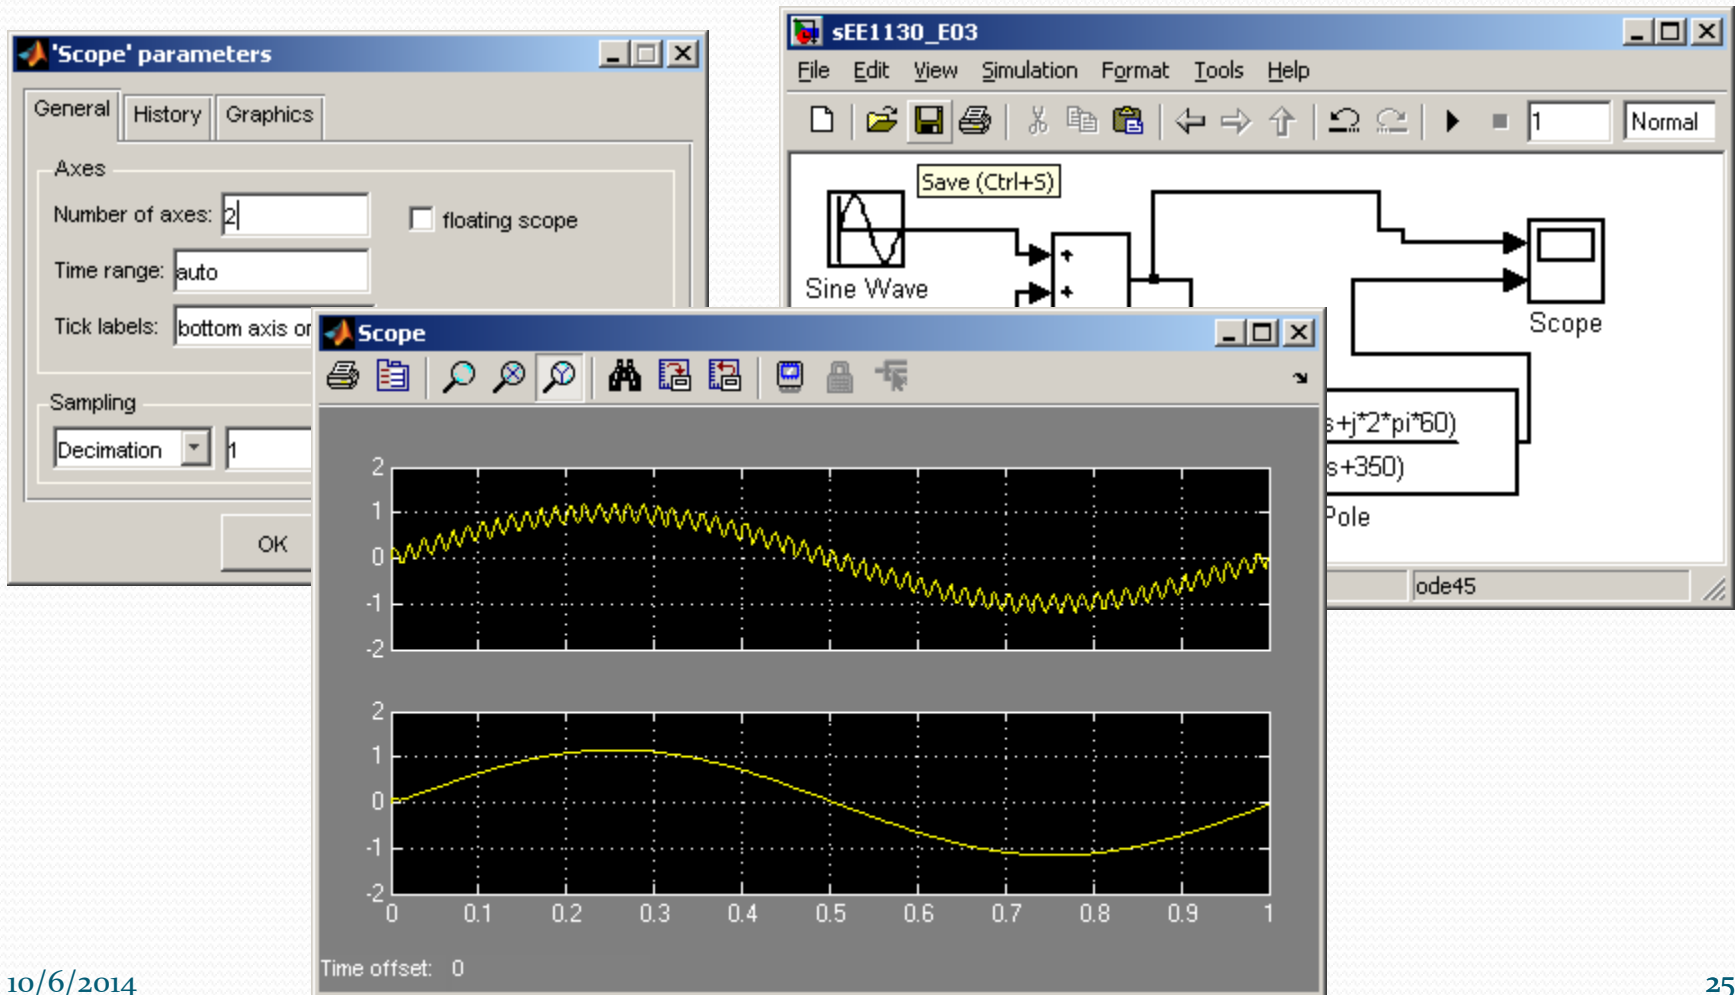 'Scope' parameters
General History Graphics
Axes
Number of axes: 2
floating scope
Time range: auto
Tick labels: bottom axis or
Sampling
Decimation 1
OK
sEE1130_E03
File Edit View Simulation Format Tools Help
1 Normal
Save (Ctrl+S)
Sine Wave
+
+
Scope
s+j*2*pi*60)
s+350)
Pole
ode45
Scope
2
1
0
-1
-2
2
1
0
-1
-2
0 0.1 0.2 0.3 0.4 0.5 0.6 0.7 0.8 0.9 1
Time offset: 0
10/6/2014
25